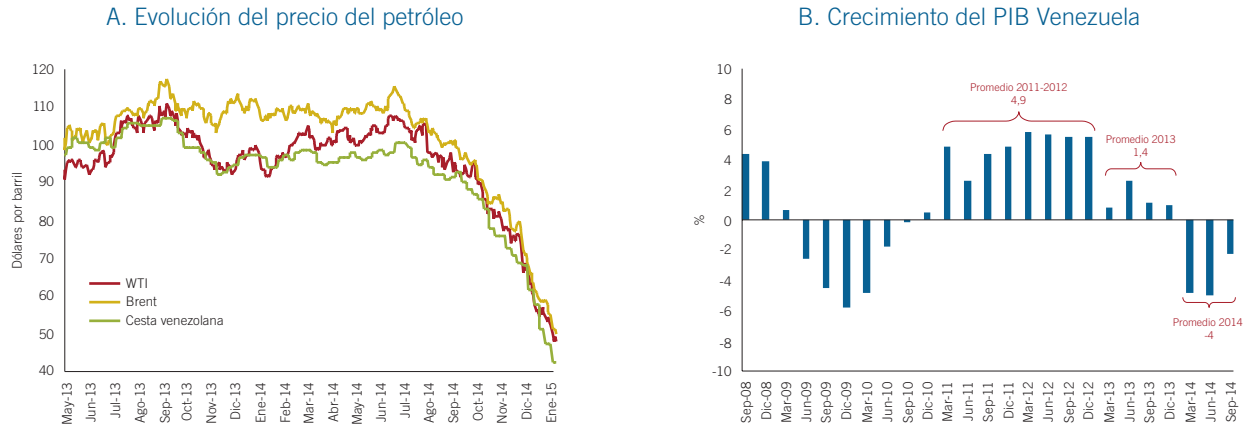 A. Evolución del precio del petróleo
Dólares por barril
120
110
100
90
80
70
60
50
40
WTI
Brent
Cesta venezolana
May-13
Jun-13
Jul-13
Ago-13
Sep-13
Oct-13
Nov-13
Dic-13
Ene-14
Feb-14
Mar-14
Abr-14
May-14
Jun-14
Jul-14
Ago-14
Sep-14
Oct-14
Nov-14
Dic-14
Ene-15
B. Crecimiento del PIB Venezuela
%
10
8
6
4
2
0
-2
-4
-6
-8
-10
Promedio 2011-2012
4,9
Promedio 2013
1,4
Promedio 2014
-4
Sep-08
Dic-08
Mar-09
Jun-09
Sep-09
Dic-09
Mar-10
Jun-10
Sep-10
Dic-10
Mar-11
Jun-11
Sep-11
Dic-11
Mar-12
Jun-12
Sep-12
Dic-12
Mar-13
Jun-13
Sep-13
Dic-13
Mar-14
Jun-14
Sep-14